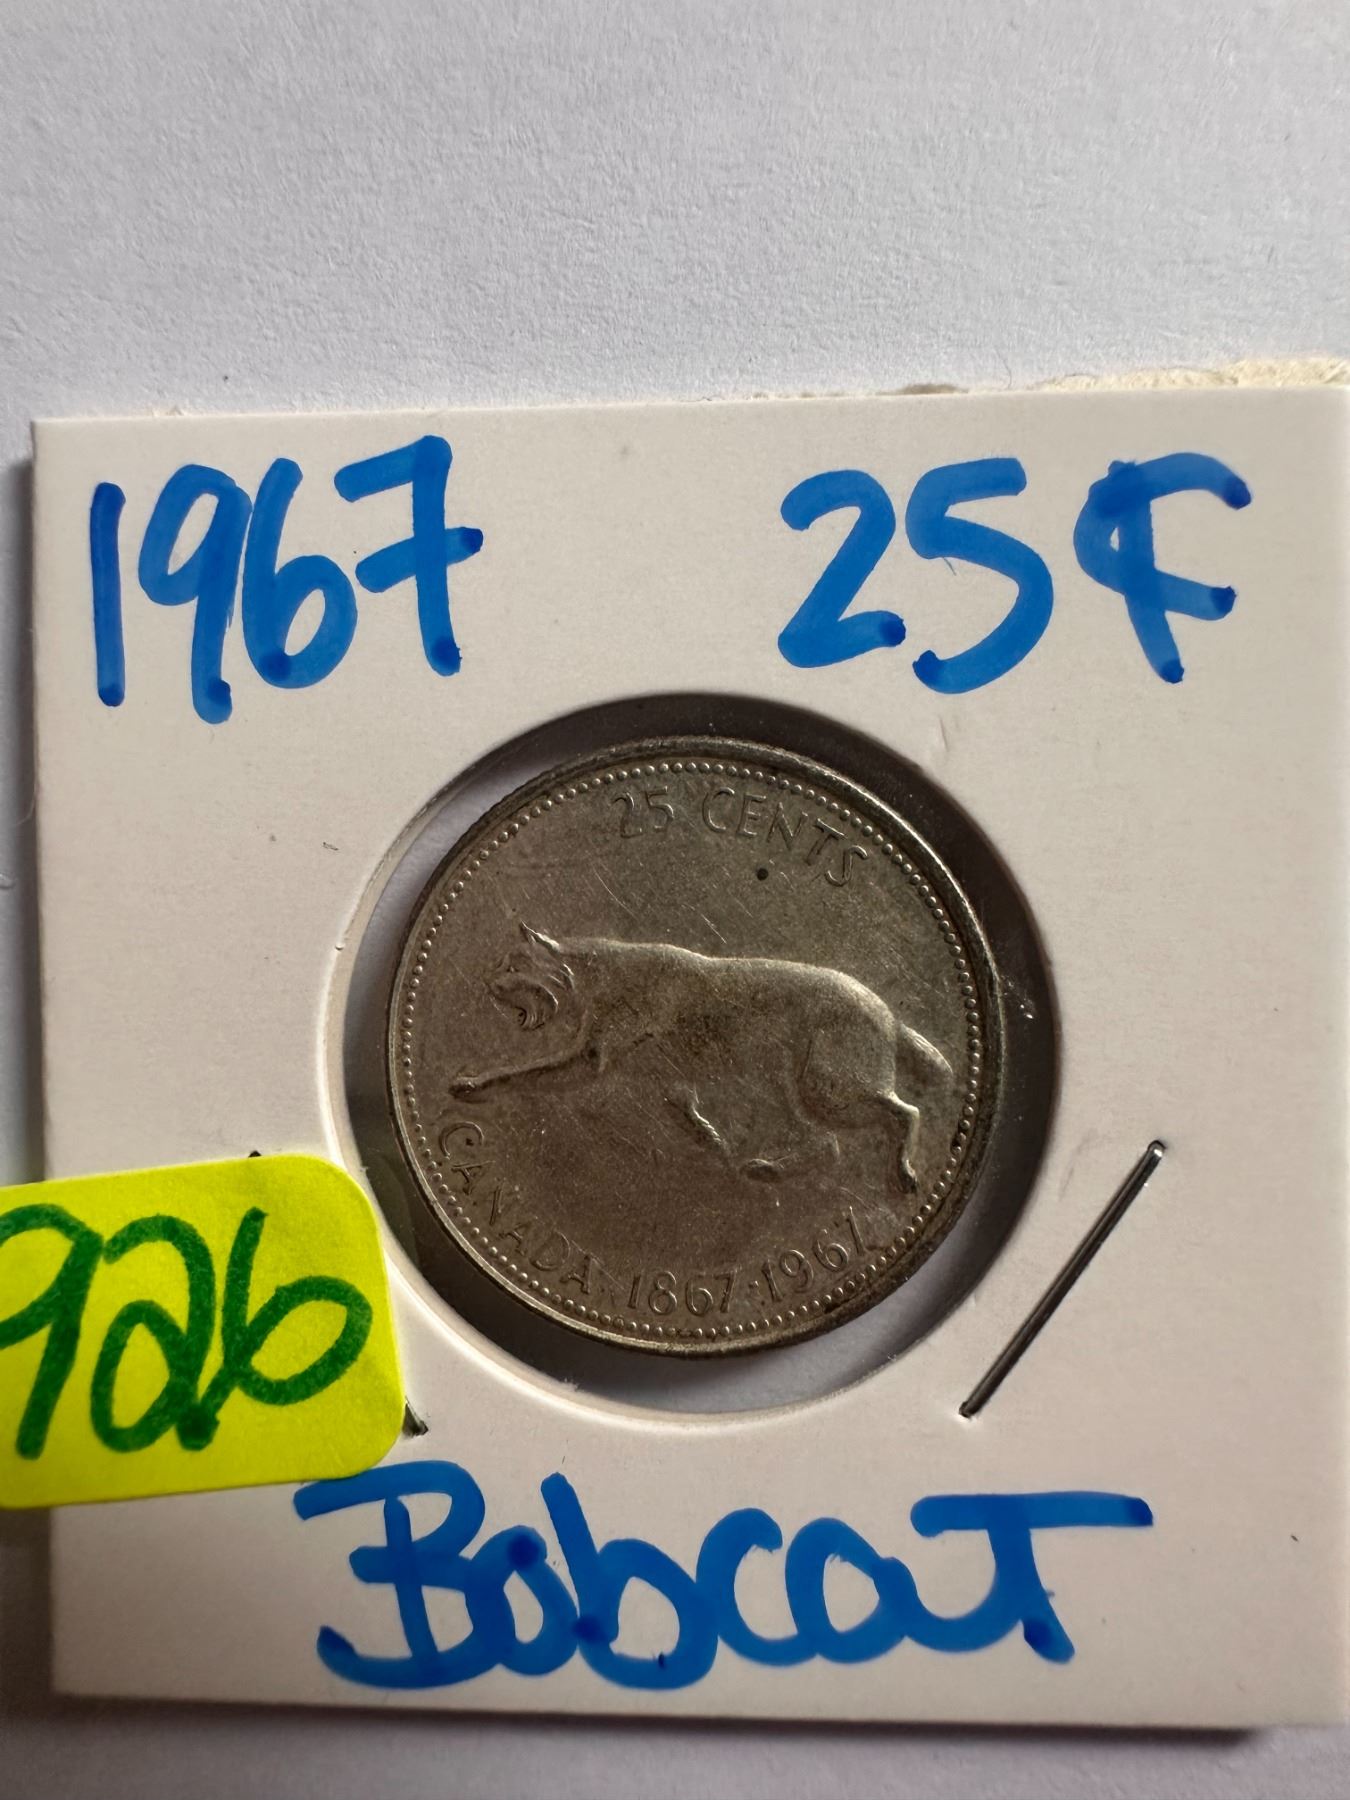 1967 25¢
25 CENTS
CANADA 1867·1967
926
Bobcat